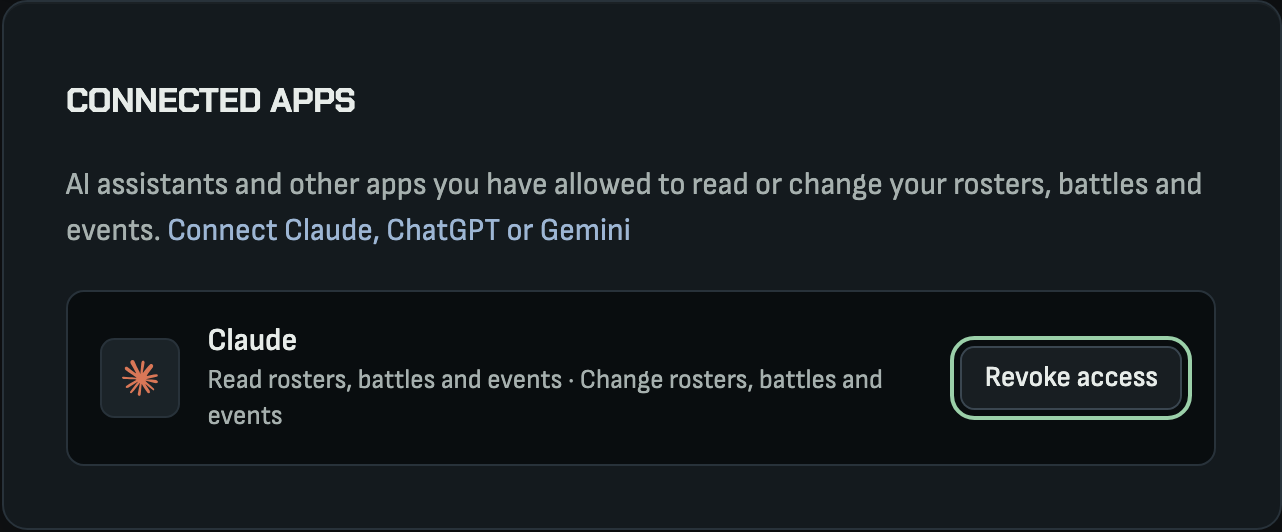 CONNECTED APPS
AI assistants and other apps you have allowed to read or change your rosters, battles and
events. Connect Claude, ChatGPT or Gemini
Claude
Read rosters, battles and events · Change rosters, battles and
events
Revoke access